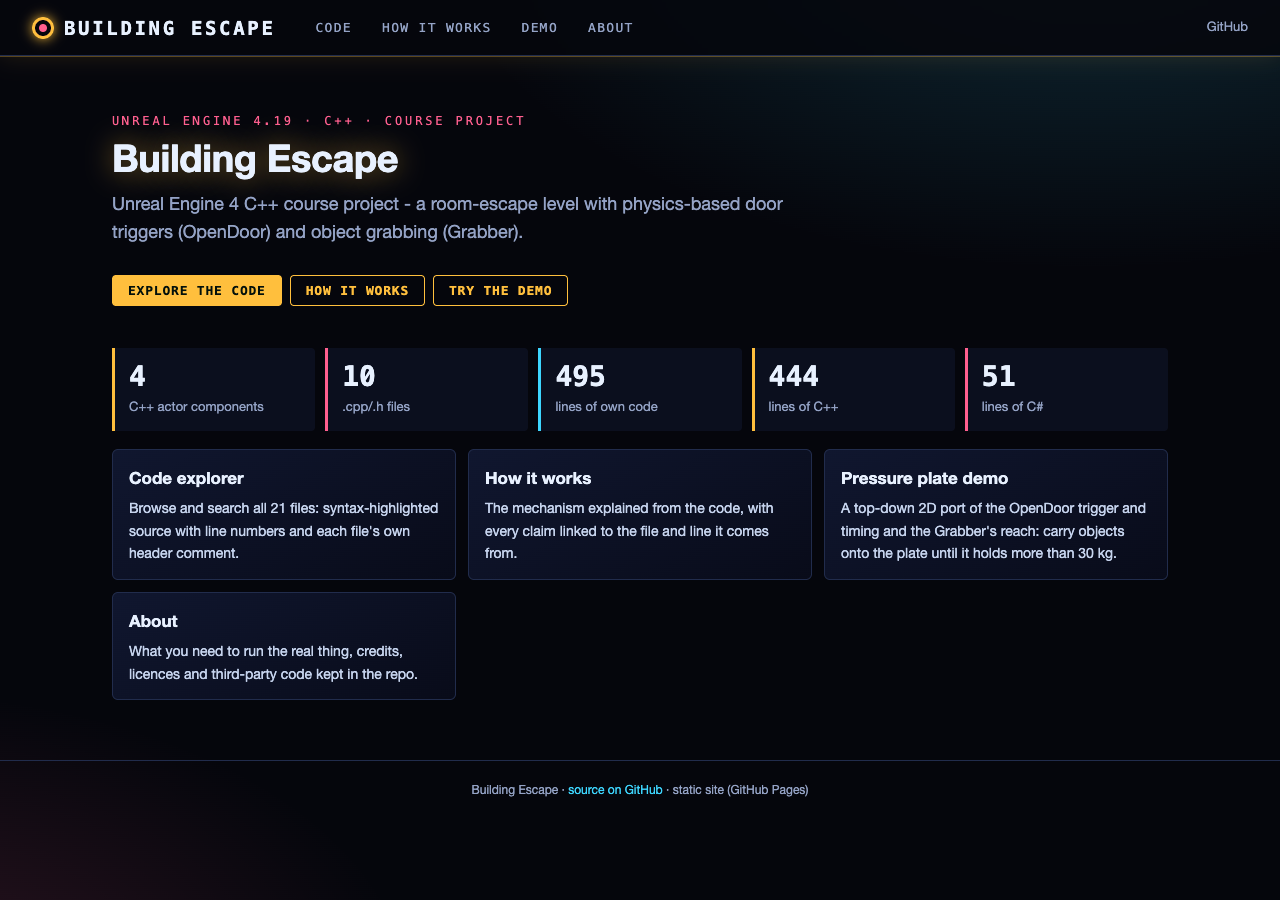 BUILDING ESCAPE
CODE
HOW IT WORKS
DEMO
ABOUT
GitHub
UNREAL ENGINE 4.19 · C++ · COURSE PROJECT
Building Escape
Unreal Engine 4 C++ course project - a room-escape level with physics-based door
triggers (OpenDoor) and object grabbing (Grabber).
EXPLORE THE CODE
HOW IT WORKS
TRY THE DEMO
4
C++ actor components
10
.cpp/.h files
495
lines of own code
444
lines of C++
51
lines of C#
Code explorer
Browse and search all 21 files: syntax-highlighted
source with line numbers and each file's own
header comment.
How it works
The mechanism explained from the code, with
every claim linked to the file and line it comes
from.
Pressure plate demo
A top-down 2D port of the OpenDoor trigger and
timing and the Grabber's reach: carry objects
onto the plate until it holds more than 30 kg.
About
What you need to run the real thing, credits,
licences and third-party code kept in the repo.
Building Escape · source on GitHub · static site (GitHub Pages)